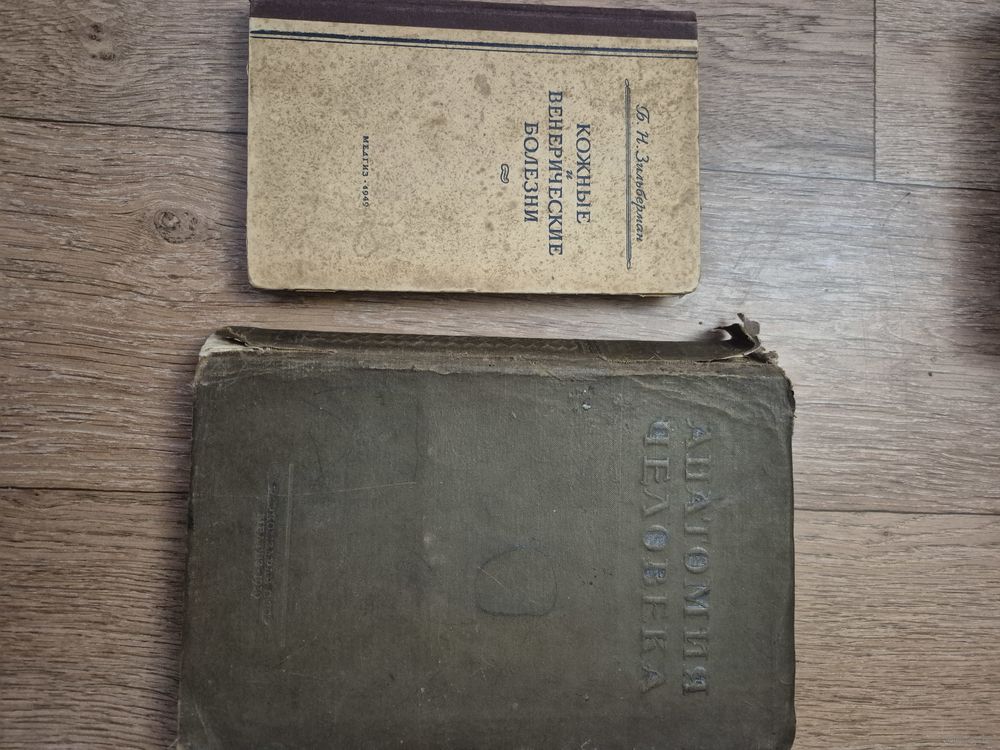 Б. Н. Зильберман
КОЖНЫЕ
и
ВЕНЕРИЧЕСКИЕ
БОЛЕЗНИ
МЕДГИЗ · 1949
АНАТОМИЯ
ЧЕЛОВЕКА